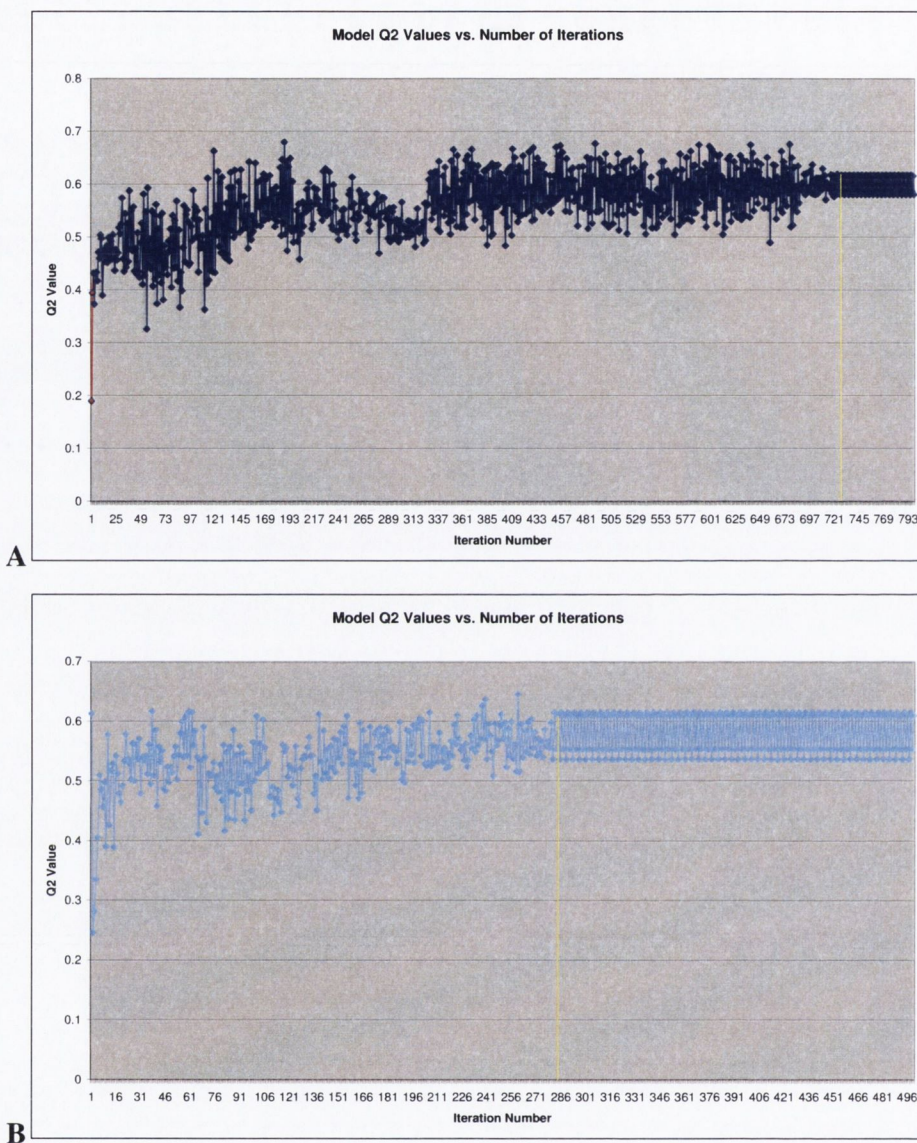 Model Q2 Values vs. Number of Iterations
0.8
0.7
0.6
0.5
0.4
0.3
0.2
0.1
0
Q2 Value
1 25 49 73 97 121 145 169 193 217 241 265 289 313 337 361 385 409 433 457 481 505 529 553 577 601 625 649 673 697 721 745 769 793
Iteration Number
A
Model Q2 Values vs. Number of Iterations
0.7
0.6
0.5
0.4
0.3
0.2
0.1
0
Q2 Value
1 16 31 46 61 76 91 106 121 136 151 166 181 196 211 226 241 256 271 286 301 316 331 346 361 376 391 406 421 436 451 466 481 496
Iteration Number
B